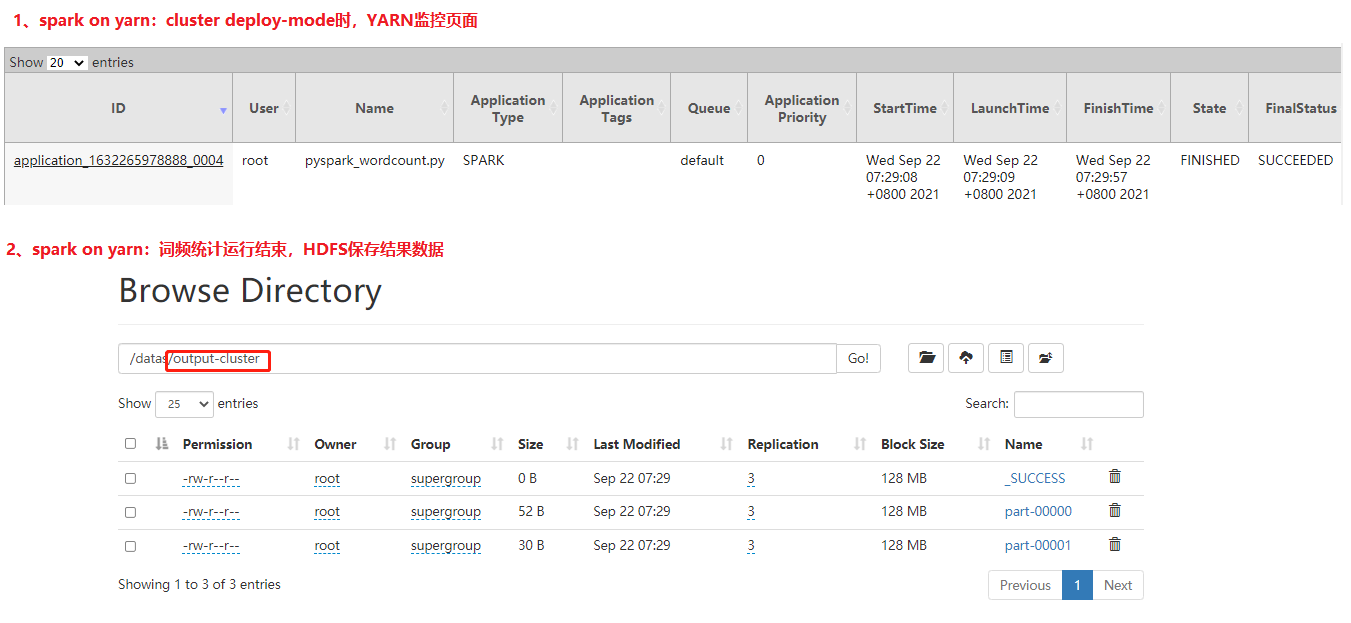 1、spark on yarn：cluster deploy-mode时，YARN监控页面
Show 20 entries
ID User Name Application Type Application Tags Queue Application Priority StartTime LaunchTime FinishTime State FinalStatus
application_1632265978888_0004 root pyspark_wordcount.py SPARK default 0 Wed Sep 22 07:29:08 +0800 2021 Wed Sep 22 07:29:09 +0800 2021 Wed Sep 22 07:29:57 +0800 2021 FINISHED SUCCEEDED
2、spark on yarn：词频统计运行结束，HDFS保存结果数据
Browse Directory
/datas/output-cluster Go!
Show 25 entries Search:
Permission Owner Group Size Last Modified Replication Block Size Name
-rw-r--r-- root supergroup 0 B Sep 22 07:29 3 128 MB _SUCCESS
-rw-r--r-- root supergroup 52 B Sep 22 07:29 3 128 MB part-00000
-rw-r--r-- root supergroup 30 B Sep 22 07:29 3 128 MB part-00001
Showing 1 to 3 of 3 entries Previous 1 Next